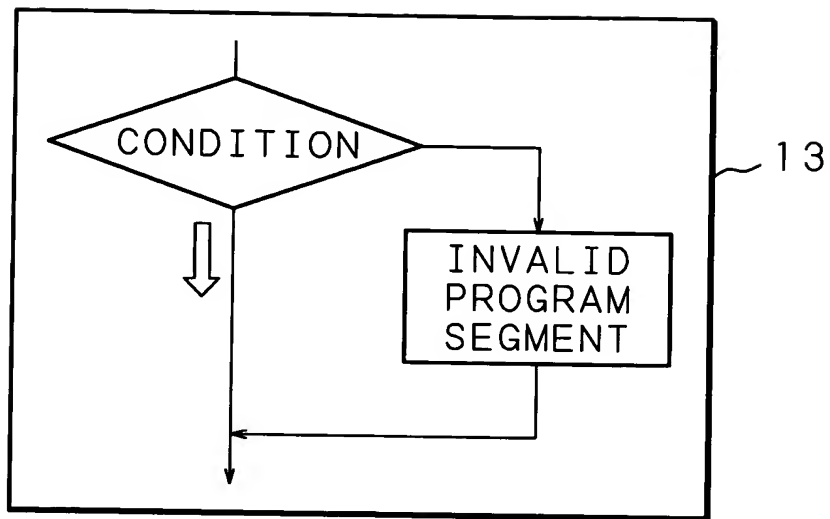 CONDITION
13
INVALID
PROGRAM
SEGMENT